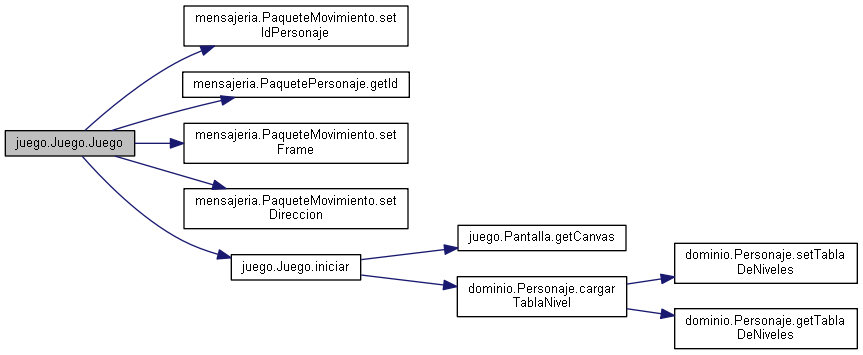 mensajeria.PaqueteMovimiento.set
IdPersonaje
mensajeria.PaquetePersonaje.getId
juego.Juego.Juego
mensajeria.PaqueteMovimiento.set
Frame
mensajeria.PaqueteMovimiento.set
Direccion
juego.Juego.iniciar
juego.Pantalla.getCanvas
dominio.Personaje.cargar
TablaNivel
dominio.Personaje.setTabla
DeNiveles
dominio.Personaje.getTabla
DeNiveles